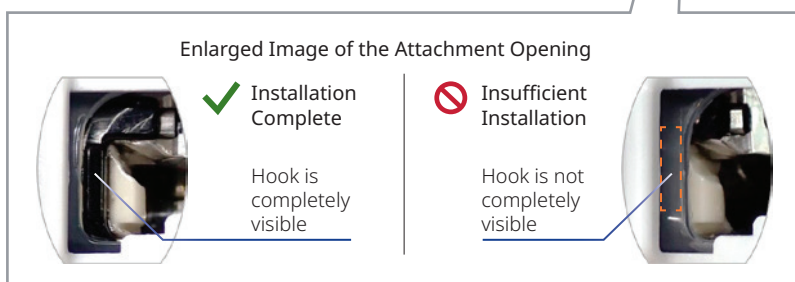 Enlarged Image of the Attachment Opening
Installation
Complete
Hook is
completely
visible
Insufficient
Installation
Hook is not
completely
visible